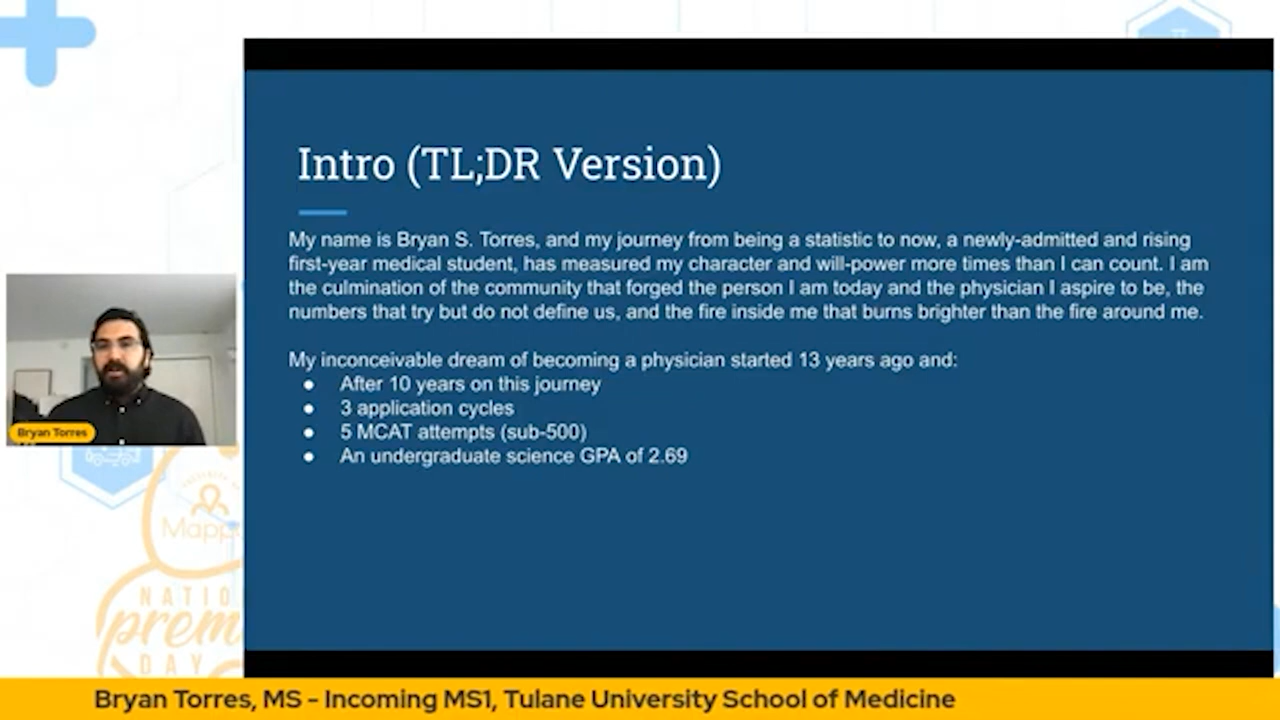 Intro (TL;DR Version)
My name is Bryan S. Torres, and my journey from being a statistic to now, a newly-admitted and rising
first-year medical student, has measured my character and will-power more times than I can count. I am
the culmination of the community that forged the person I am today and the physician I aspire to be, the
numbers that try but do not define us, and the fire inside me that burns brighter than the fire around me.
My inconceivable dream of becoming a physician started 13 years ago and:
● After 10 years on this journey
● 3 application cycles
● 5 MCAT attempts (sub-500)
● An undergraduate science GPA of 2.69
Bryan Torres
Mapp
NATIO
prem
DAY
Bryan Torres, MS - Incoming MS1, Tulane University School of Medicine